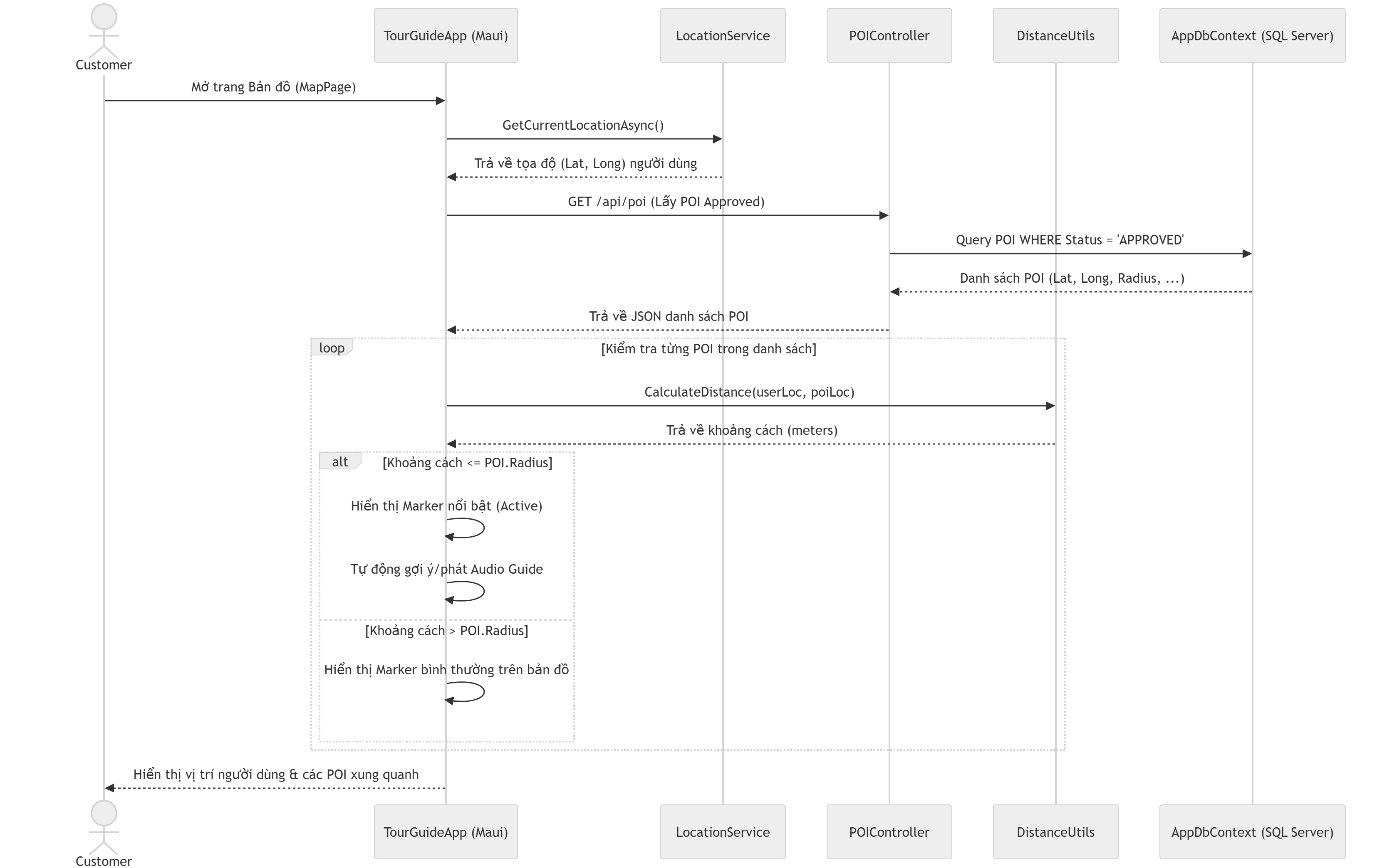 Customer
TourGuideApp (Maui)
LocationService
POIController
DistanceUtils
AppDbContext (SQL Server)
Mở trang Bản đồ (MapPage)
GetCurrentLocationAsync()
Trả về tọa độ (Lat, Long) người dùng
GET /api/poi (Lấy POI Approved)
Query POI WHERE Status = 'APPROVED'
Danh sách POI (Lat, Long, Radius, ...)
Trả về JSON danh sách POI
loop
[Kiểm tra từng POI trong danh sách]
CalculateDistance(userLoc, poiLoc)
Trả về khoảng cách (meters)
alt
[Khoảng cách <= POI.Radius]
Hiển thị Marker nổi bật (Active)
Tự động gợi ý/phát Audio Guide
[Khoảng cách > POI.Radius]
Hiển thị Marker bình thường trên bản đồ
Hiển thị vị trí người dùng & các POI xung quanh
Customer
TourGuideApp (Maui)
LocationService
POIController
DistanceUtils
AppDbContext (SQL Server)